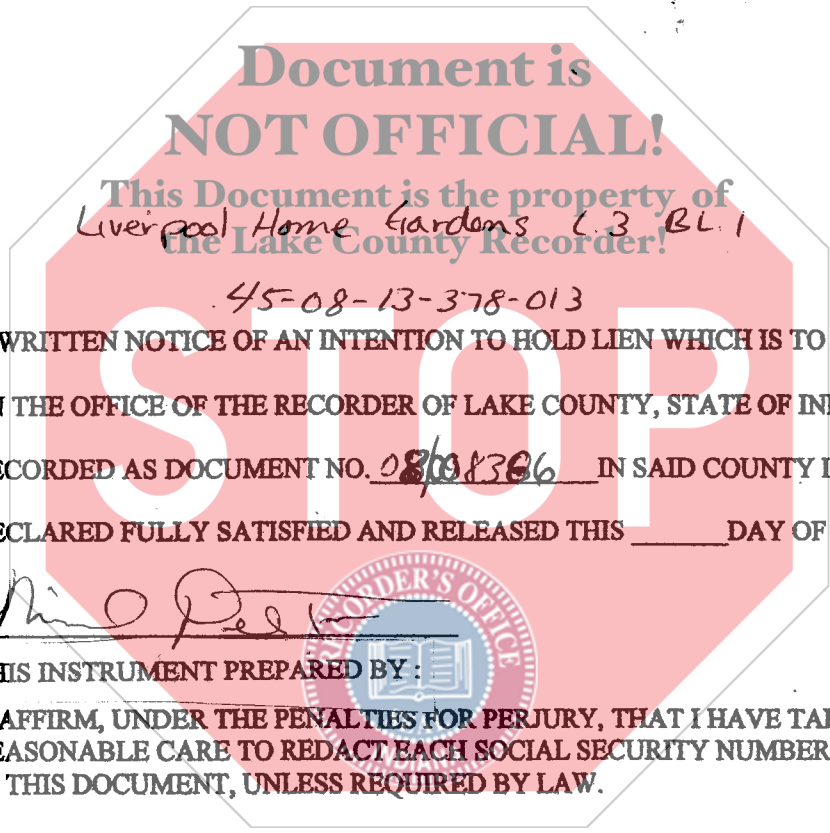 Document is
NOT OFFICIAL!
This Document is the property of
Liverpool Home Gardens L.3 BL.1
the Lake County Recorder!
45-08-13-378-013
STOP
WRITTEN NOTICE OF AN INTENTION TO HOLD LIEN WHICH IS TO
THE OFFICE OF THE RECORDER OF LAKE COUNTY, STATE OF IN
CORDED AS DOCUMENT NO. IN SAID COUNTY
CLARED FULLY SATISFIED AND RELEASED THIS ______ DAY OF
RECORDER'S OFFICE
HIS INSTRUMENT PREPARED BY :
AFFIRM, UNDER THE PENALTIES FOR PERJURY, THAT I HAVE TA
EASONABLE CARE TO REDACT EACH SOCIAL SECURITY NUMBER
THIS DOCUMENT, UNLESS REQUIRED BY LAW.